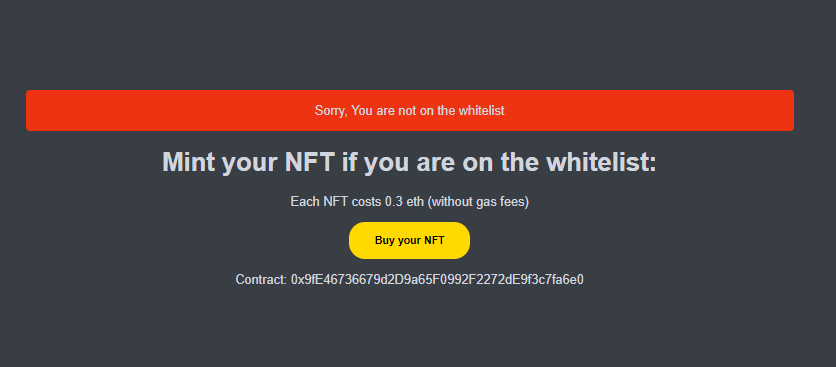 Sorry, You are not on the whitelist
Mint your NFT if you are on the whitelist:
Each NFT costs 0.3 eth (without gas fees)
Buy your NFT
Contract: 0x9fE46736679d2D9a65F0992F2272dE9f3c7fa6e0